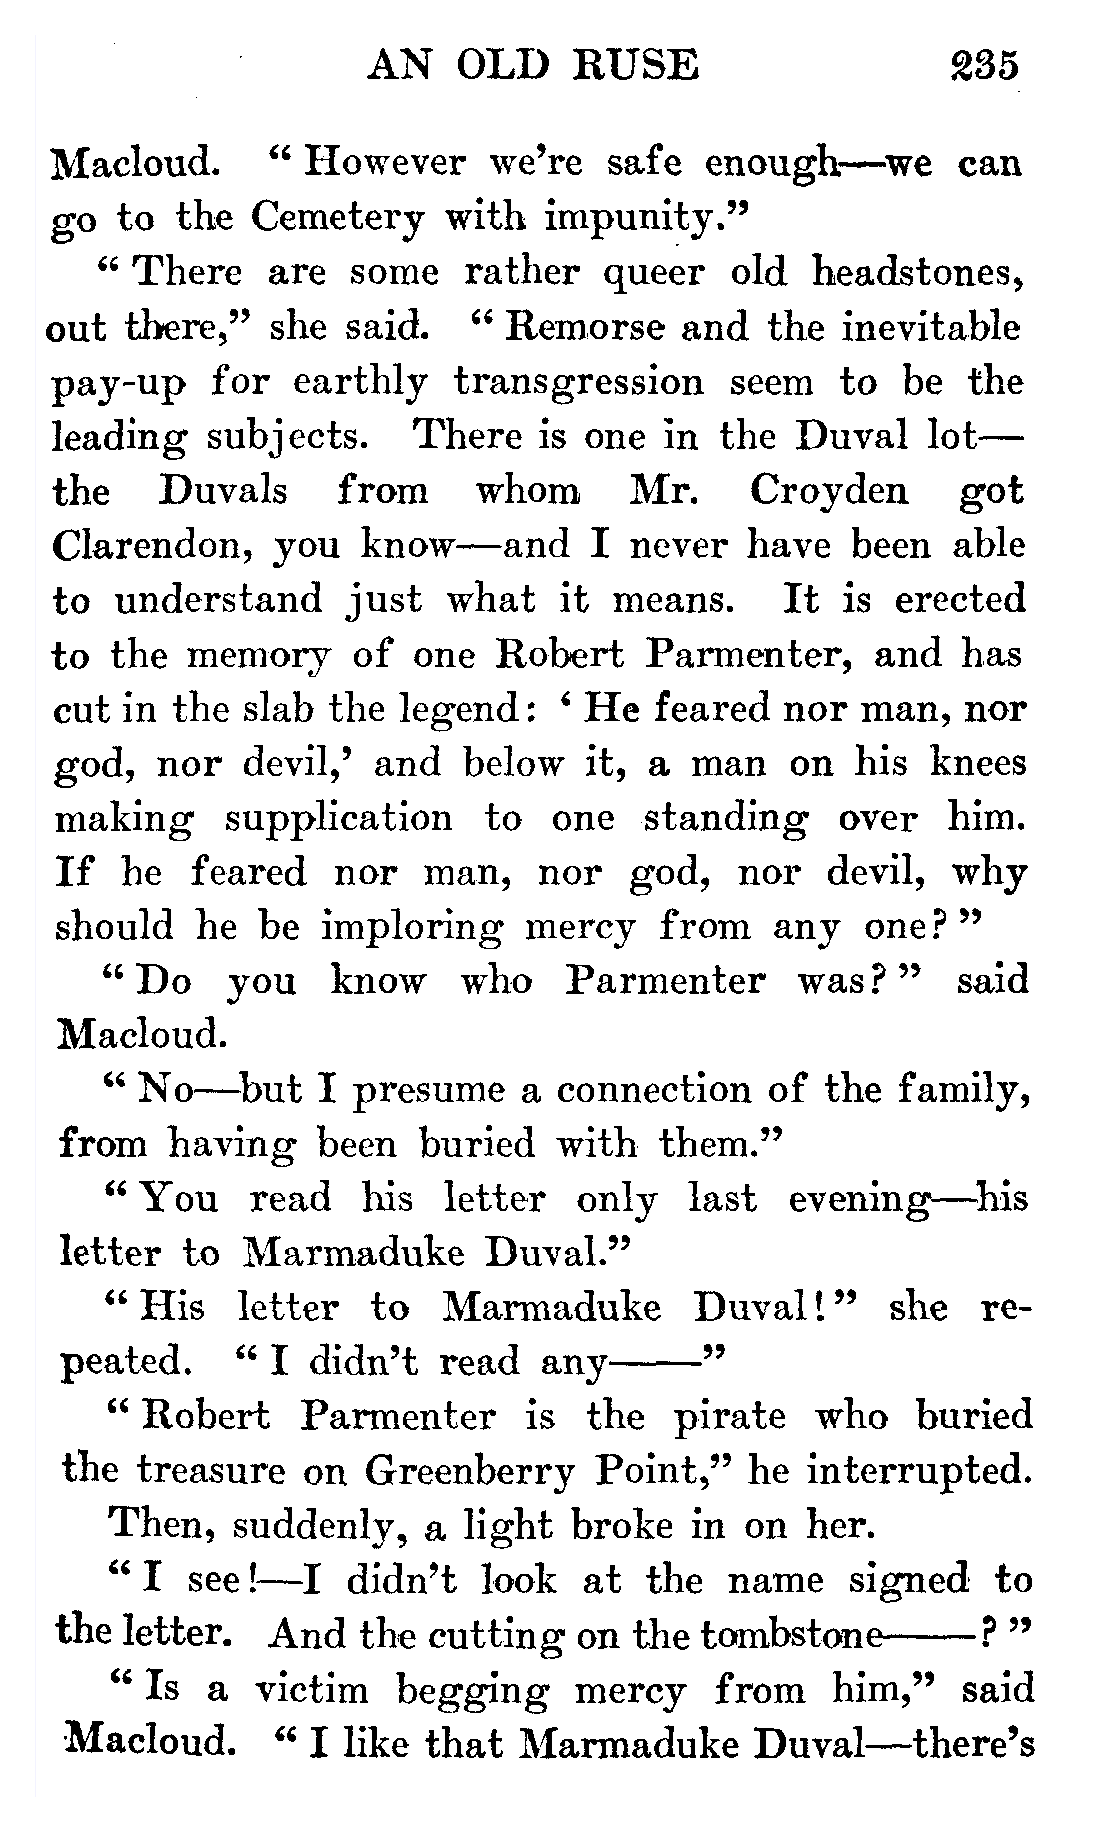 AN OLD RUSE 235
Macloud. “ However we’re safe enough—we can
go to the Cemetery with impunity.”
“ There are some rather queer old headstones,
out there,” she said. “ Remorse and the inevitable
pay-up for earthly transgression seem to be the
leading subjects. There is one in the Duval lot—
the Duvals from whom Mr. Croyden got
Clarendon, you know—and I never have been able
to understand just what it means. It is erected
to the memory of one Robert Parmenter, and has
cut in the slab the legend: ‘ He feared nor man, nor
god, nor devil,’ and below it, a man on his knees
making supplication to one standing over him.
If he feared nor man, nor god, nor devil, why
should he be imploring mercy from any one? ”
“ Do you know who Parmenter was? ” said
Macloud.
“ No—but I presume a connection of the family,
from having been buried with them.”
“ You read his letter only last evening—his
letter to Marmaduke Duval.”
“ His letter to Marmaduke Duval! ” she re-
peated. “ I didn’t read any——”
“ Robert Parmenter is the pirate who buried
the treasure on Greenberry Point,” he interrupted.
Then, suddenly, a light broke in on her.
“ I see!—I didn’t look at the name signed to
the letter. And the cutting on the tombstone——? ”
“ Is a victim begging mercy from him,” said
Macloud. “ I like that Marmaduke Duval—there’s